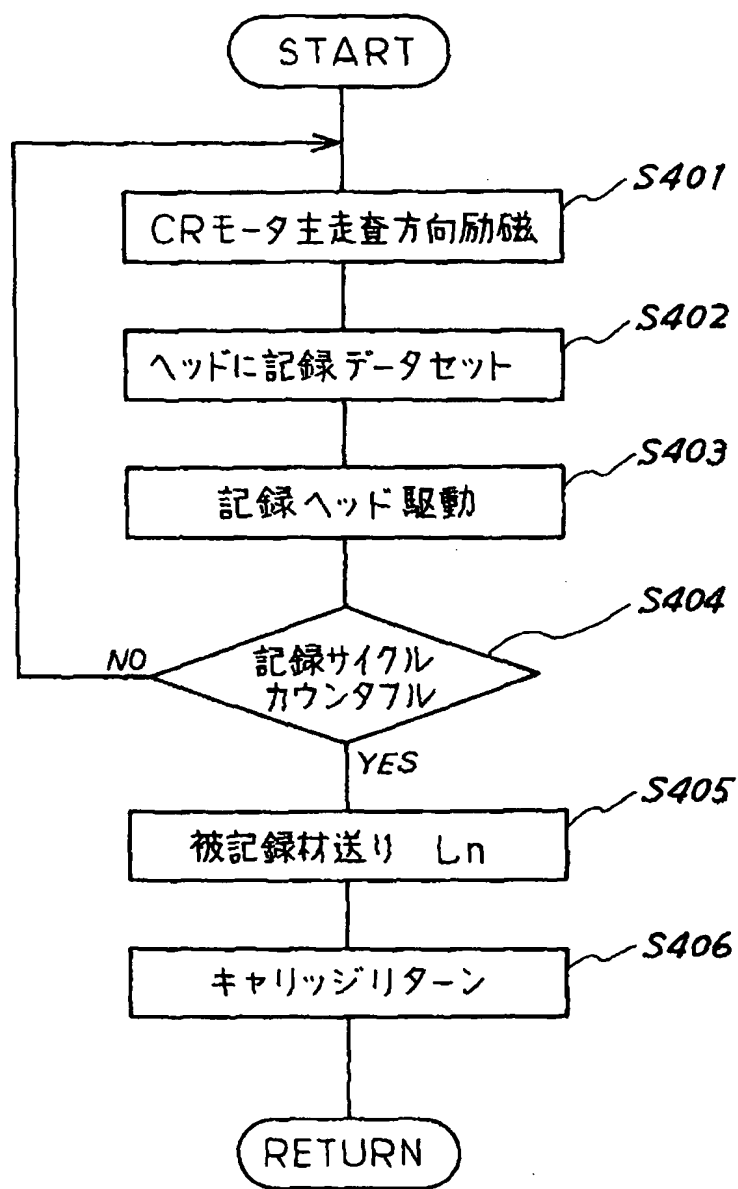 START
S401
CRモータ主走査方向励磁
S402
ヘッドに記録データセット
S403
記録ヘッド駆動
S404
記録サイクル
カウンタフル
NO
YES
S405
被記録材送り Ln
S406
キャリッジリターン
RETURN